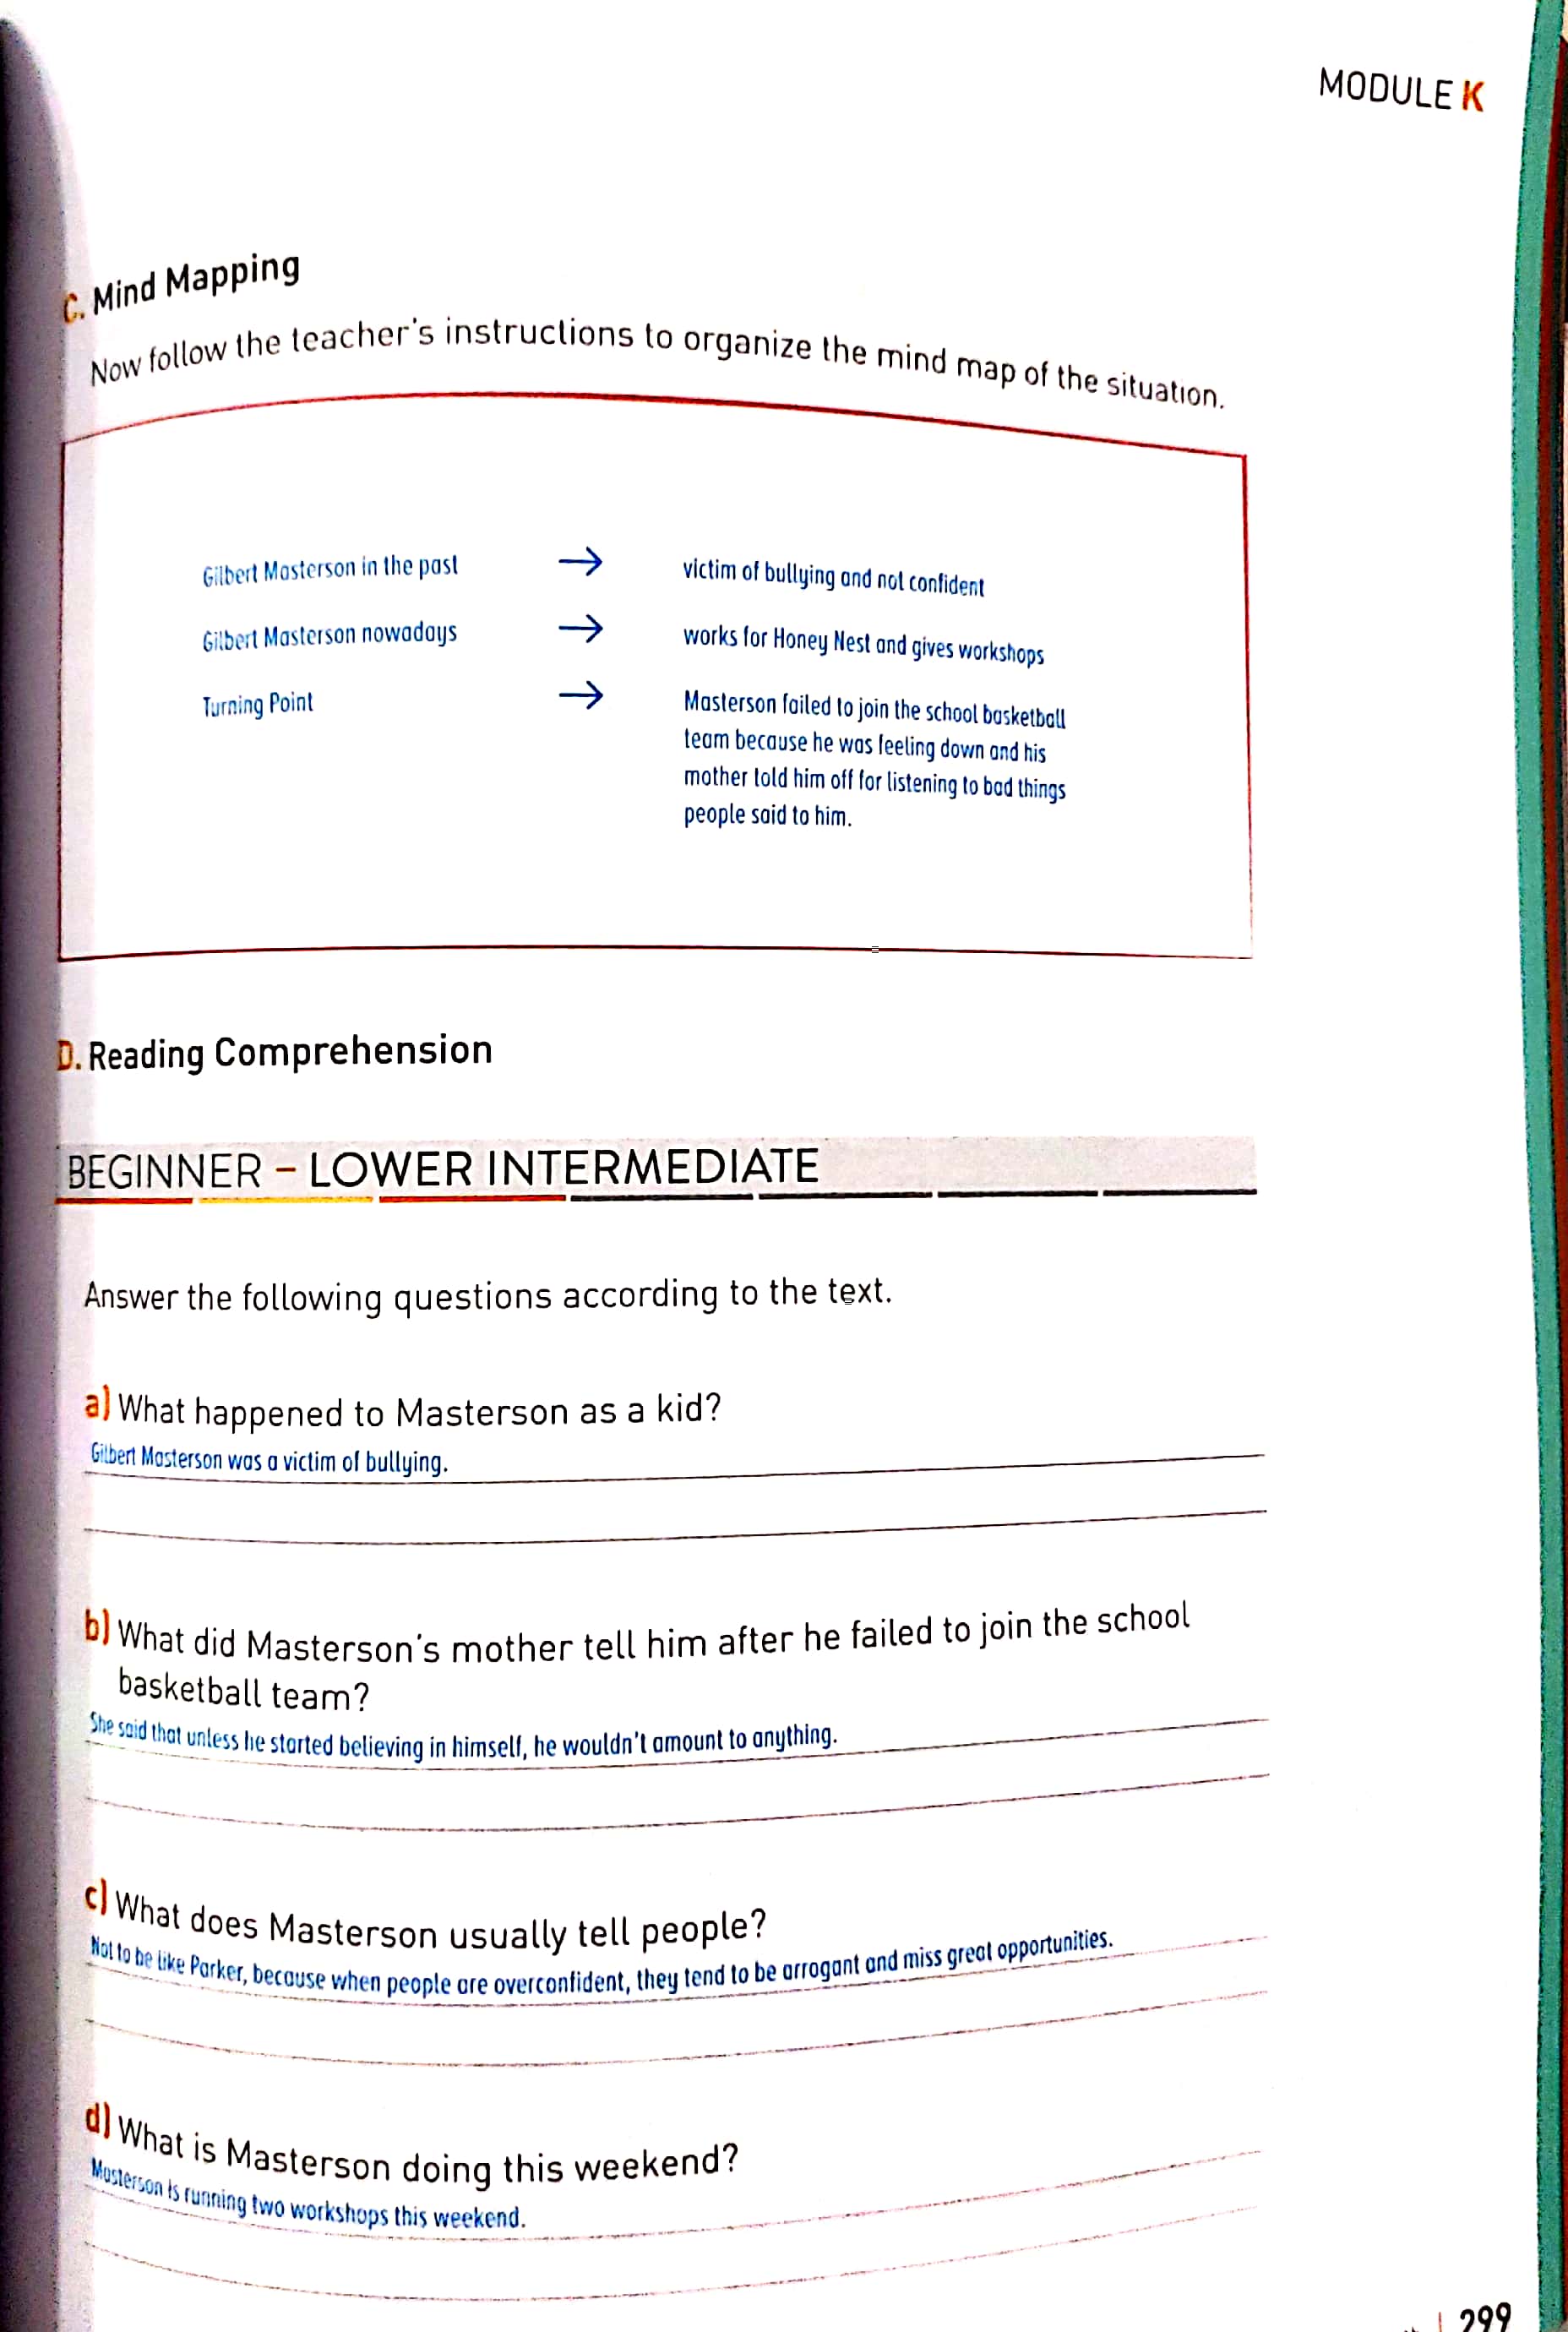 MODULE K
C. Mind Mapping
Now follow the teacher's instructions to organize the mind map of the situation.
Gilbert Masterson in the past → victim of bullying and not confident
Gilbert Masterson nowadays → works for Honey Nest and gives workshops
Turning Point → Masterson failed to join the school basketball
team because he was feeling down and his
mother told him off for listening to bad things
people said to him.
D. Reading Comprehension
BEGINNER – LOWER INTERMEDIATE
Answer the following questions according to the text.
a) What happened to Masterson as a kid?
Gilbert Masterson was a victim of bullying.
b) What did Masterson's mother tell him after he failed to join the school
basketball team?
She said that unless he started believing in himself, he wouldn't amount to anything.
c) What does Masterson usually tell people?
Not to be like Parker, because when people are overconfident, they tend to be arrogant and miss great opportunities.
d) What is Masterson doing this weekend?
Masterson is running two workshops this weekend.
| 299